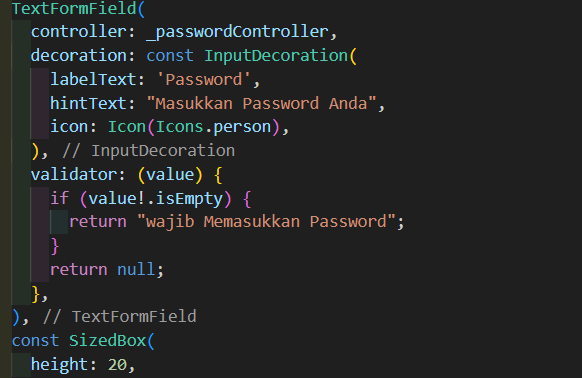 TextFormField(
controller: _passwordController,
decoration: const InputDecoration(
labelText: 'Password',
hintText: "Masukkan Password Anda",
icon: Icon(Icons.person),
), // InputDecoration
validator: (value) {
if (value!.isEmpty) {
return "wajib Memasukkan Password";
}
return null;
},
), // TextFormField
const SizedBox(
height: 20,